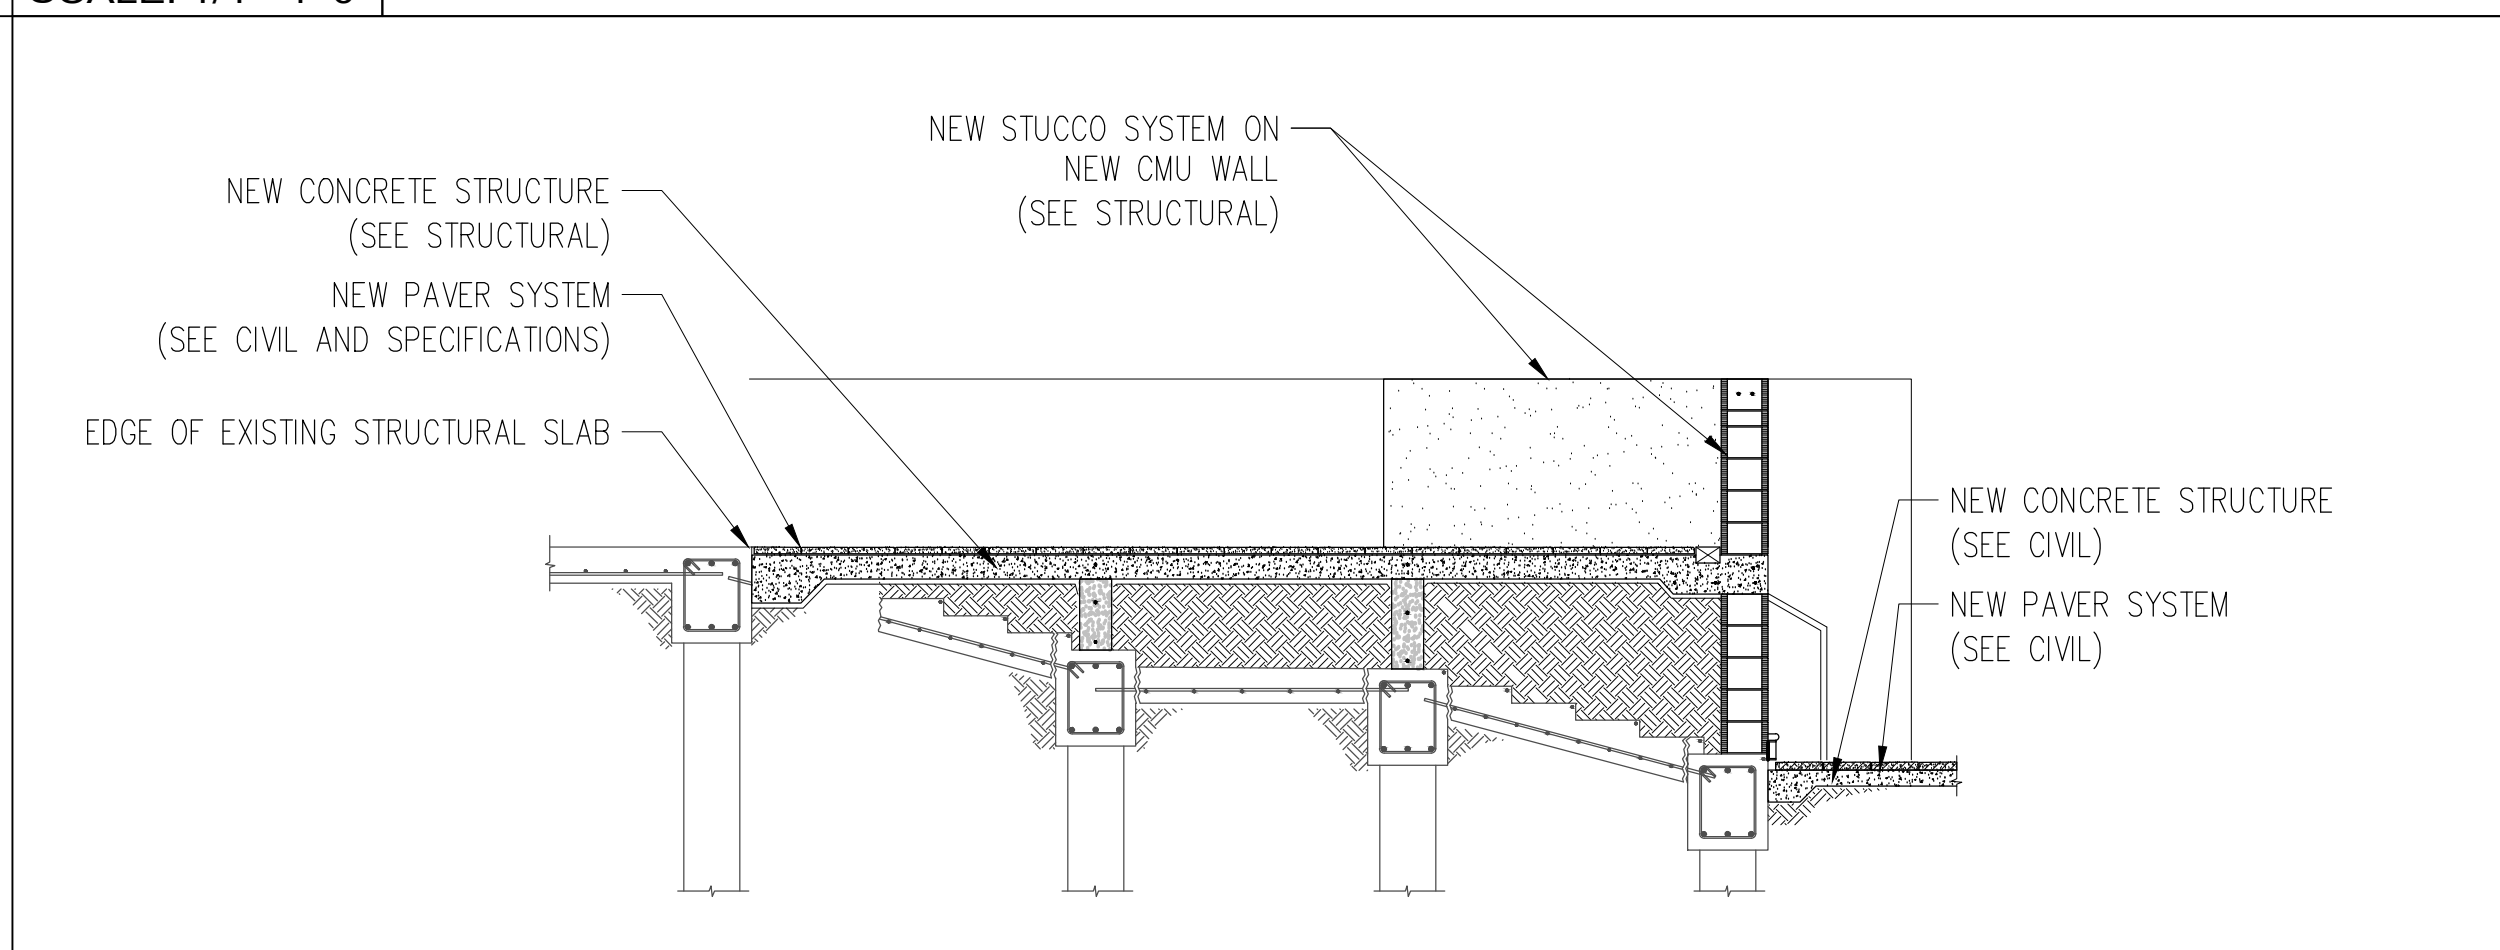 NEW STUCCO SYSTEM ON
NEW CMU WALL
(SEE STRUCTURAL)
NEW CONCRETE STRUCTURE
(SEE STRUCTURAL)
NEW PAVER SYSTEM
(SEE CIVIL AND SPECIFICATIONS)
EDGE OF EXISTING STRUCTURAL SLAB
NEW CONCRETE STRUCTURE
(SEE CIVIL)
NEW PAVER SYSTEM
(SEE CIVIL)